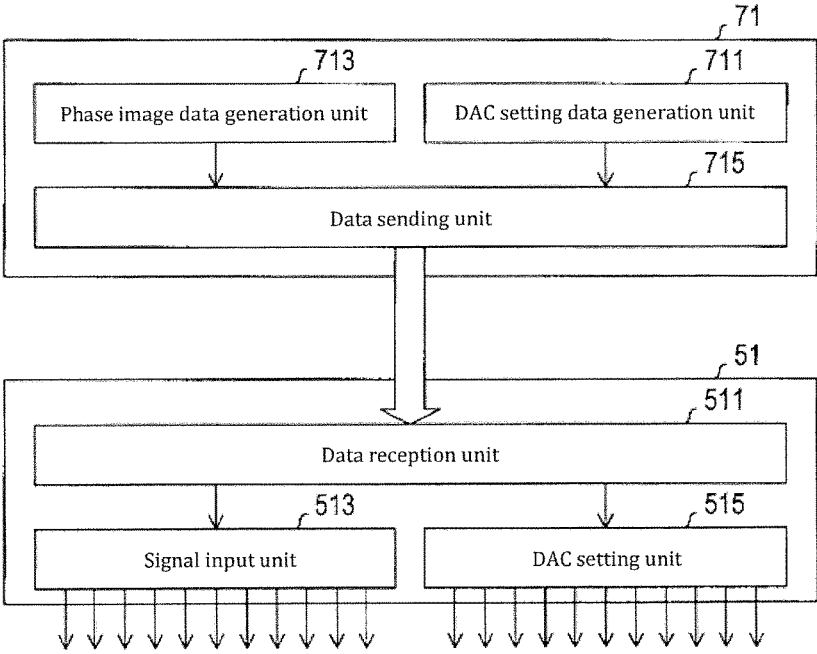 71
713
711
Phase image data generation unit
DAC setting data generation unit
715
Data sending unit
51
511
Data reception unit
513
515
Signal input unit
DAC setting unit